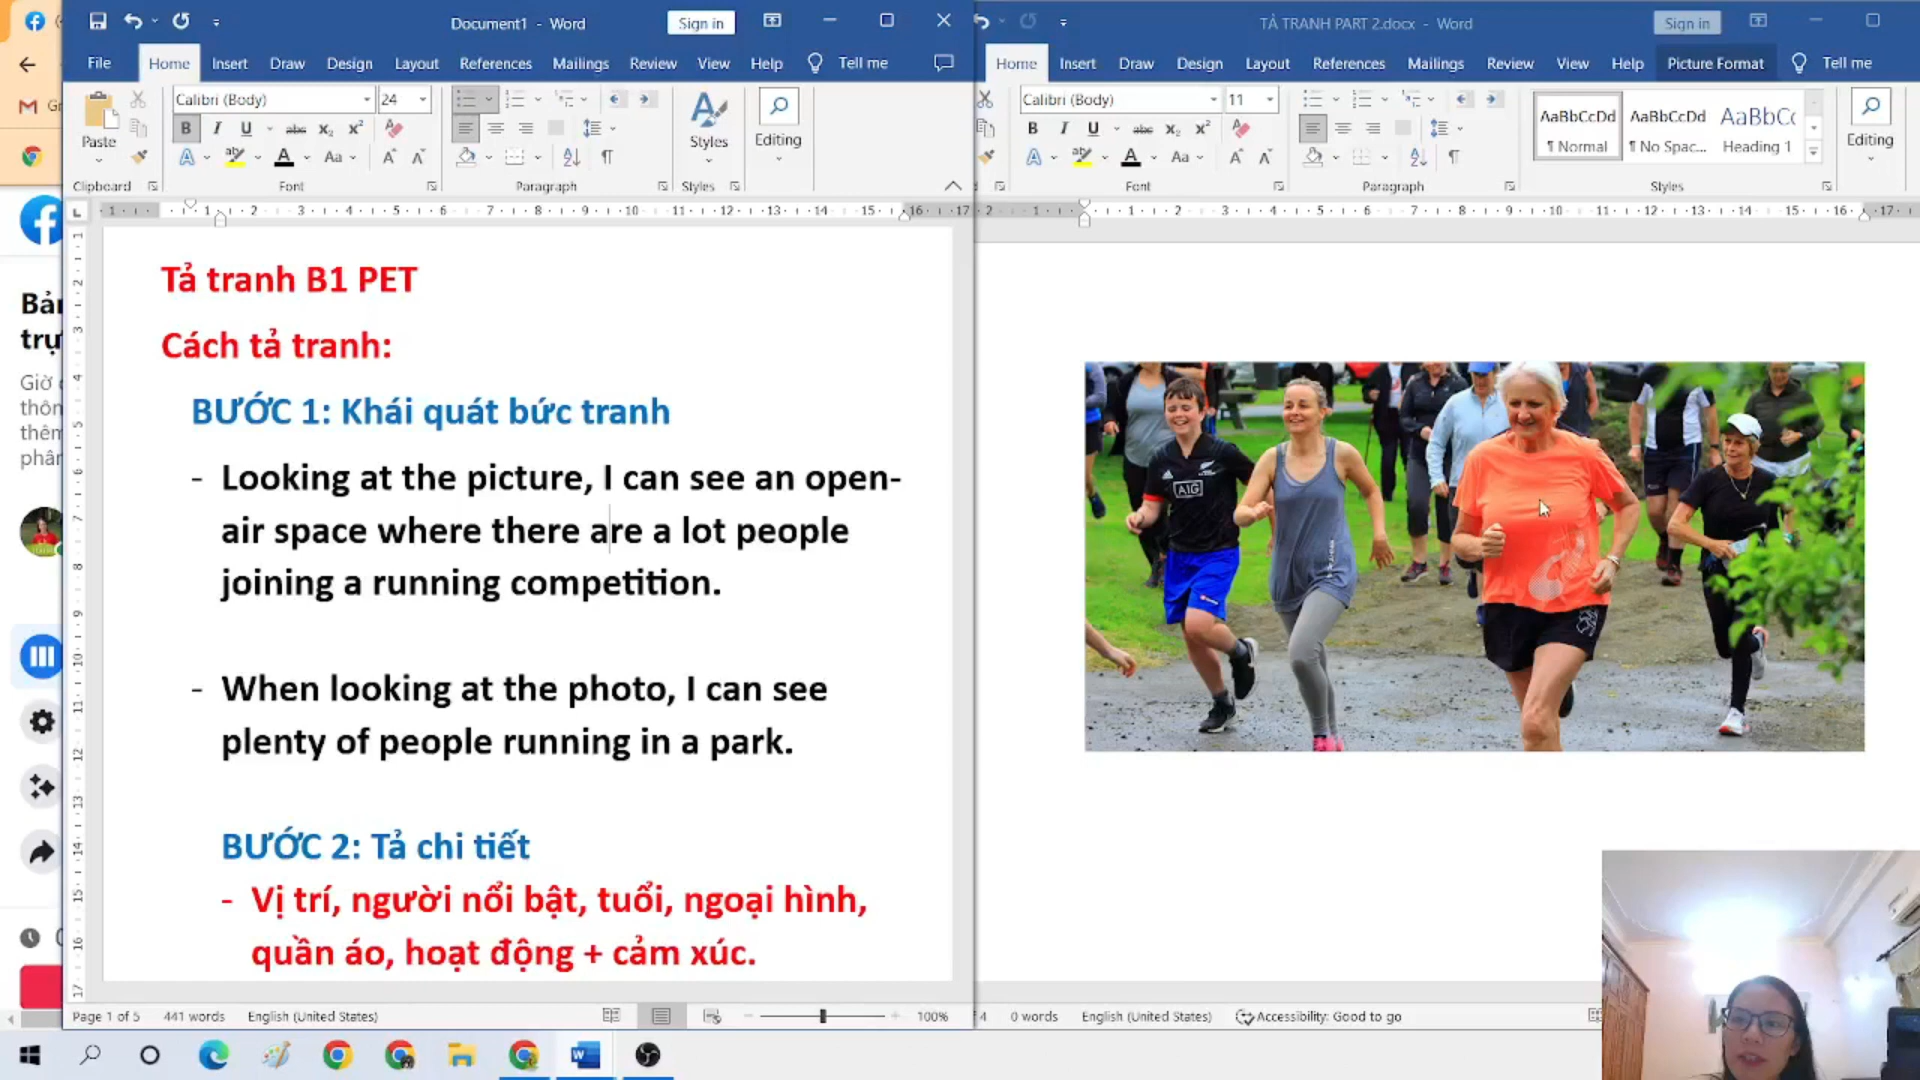 Document1 - Word
Sign in
File Home Insert Draw Design Layout References Mailings Review View Help Tell me
Calibri (Body) 24
Paste
Styles
Editing
Clipboard
Font
Paragraph
Styles
Tả tranh B1 PET
Cách tả tranh:
BƯỚC 1: Khái quát bức tranh
- Looking at the picture, I can see an open-
air space where there are a lot people
joining a running competition.
- When looking at the photo, I can see
plenty of people running in a park.
BƯỚC 2: Tả chi tiết
- Vị trí, người nổi bật, tuổi, ngoại hình,
quần áo, hoạt động + cảm xúc.
Page 1 of 5 441 words English (United States) 100%
TẢ TRANH PART 2.docx - Word
Sign in
Home Insert Draw Design Layout References Mailings Review View Help Picture Format Tell me
Calibri (Body) 11
AaBbCcDd AaBbCcDd AaBbCc
¶ Normal ¶ No Spac... Heading 1
Editing
Font
Paragraph
Styles
AIG
4 0 words English (United States) Accessibility: Good to go